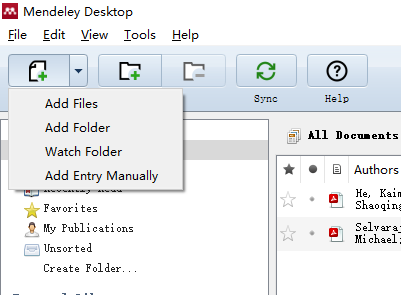 Mendeley Desktop
File Edit View Tools Help
Sync Help
Add Files
Add Folder
Watch Folder
Add Entry Manually
Recently Read
Favorites
My Publications
Unsorted
Create Folder...
All Documents
Authors
He, Kaim
Shaoqing
Selvaraj
Michael;